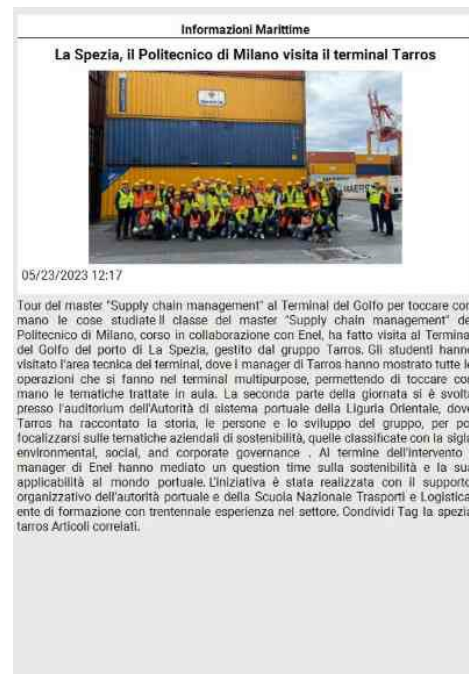 Informazioni Marittime
La Spezia, il Politecnico di Milano visita il terminal Tarros
MAERS
05/23/2023 12:17
Tour del master "Supply chain management" al Terminal del Golfo per toccare con
mano le cose studiate Il classe del master "Supply chain management" de
Politecnico di Milano, corso in collaborazione con Enel, ha fatto visita al Termina
del Golfo del porto di La Spezia, gestito dal gruppo Tarros. Gli studenti hanno
visitato l'area tecnica del terminal, dove i manager di Tarros hanno mostrato tutte le
operazioni che si fanno nel terminal multipurpose, permettendo di toccare con
mano le tematiche trattate in aula. La seconda parte della giornata si è svolta
presso l'auditorium dell'Autorità di sistema portuale della Liguria Orientale, dove
Tarros ha raccontato la storia, le persone e lo sviluppo del gruppo, per po
focalizzarsi sulle tematiche aziendali di sostenibilità, quelle classificate con la sigla
environmental, social, and corporate governance . Al termine dell'intervento
manager di Enel hanno mediato un question time sulla sostenibilità e la sua
applicabilità al mondo portuale. L'iniziativa è stata realizzata con il supporto
organizzativo dell'autorità portuale e della Scuola Nazionale Trasporti e Logistica,
ente di formazione con trentennale esperienza nel settore. Condividi Tag la spezia
tarros Articoli correlati.